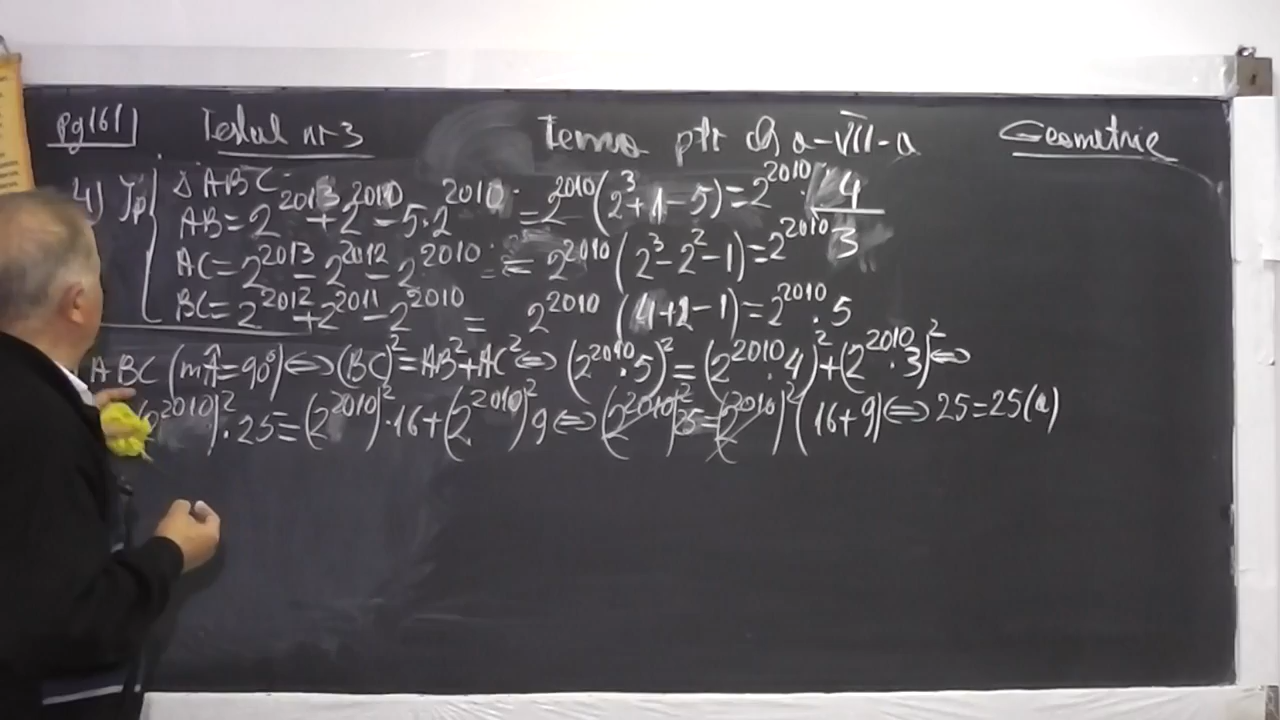 pg161 Testul nr 3 Tema ptr cls a-VII-a Geometrie
4) Ip { Δ ABC
AB = 2^2013 + 2^2010 - 5·2^2010 = 2^2010(2^3 + 1 - 5) = 2^2010 · 4
AC = 2^2013 - 2^2012 - 2^2010 = 2^2010(2^3 - 2^2 - 1) = 2^2010 · 3
BC = 2^2012 + 2^2011 - 2^2010 = 2^2010 (4+2-1) = 2^2010 · 5
ABC (mÂ=90°) ⇔ (BC)^2 = AB^2 + AC^2 ⇔ (2^2010 · 5)^2 = (2^2010 · 4)^2 + (2^2010 · 3)^2 ⇔
2^2010)^2 · 25 = (2^2010)^2 · 16 + (2^2010)^2 9 ⇔ (2^2010)^2 25 = (2^2010)^2 (16+9) ⇔ 25 = 25 (a)